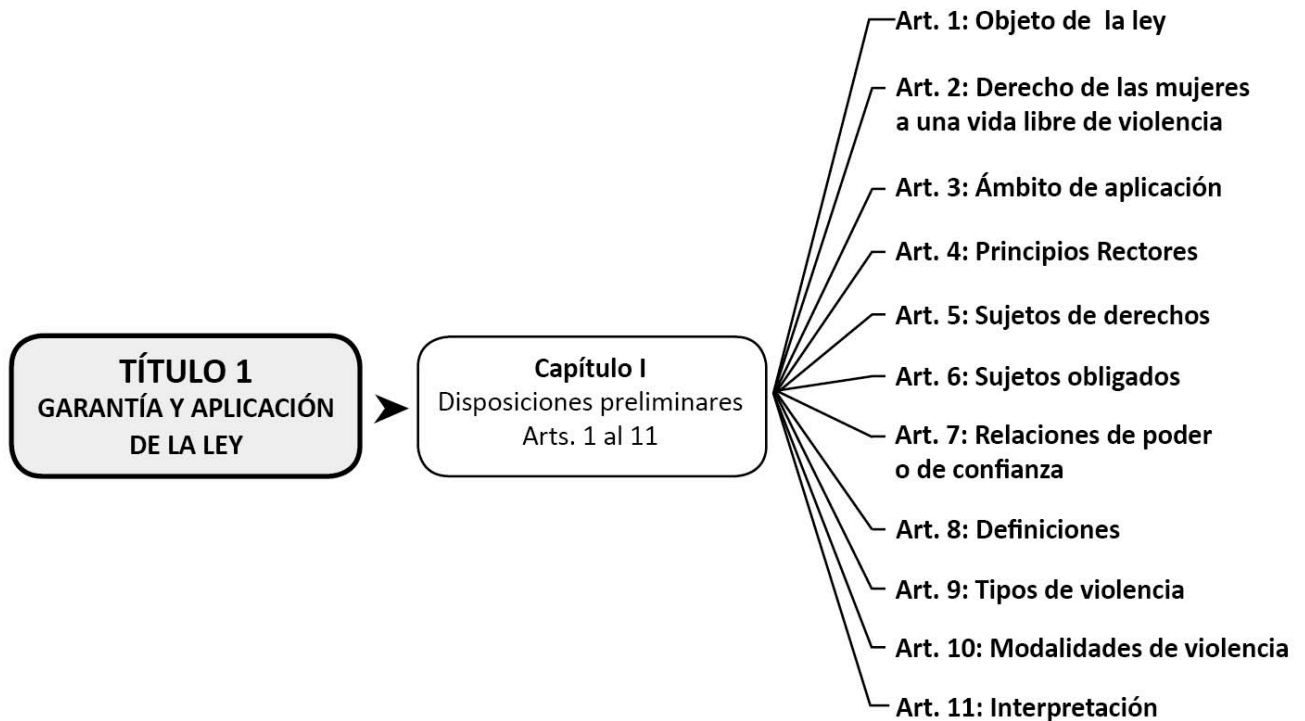 TÍTULO 1
GARANTÍA Y APLICACIÓN
DE LA LEY
Capítulo I
Disposiciones preliminares
Arts. 1 al 11
Art. 1: Objeto de la ley
Art. 2: Derecho de las mujeres
a una vida libre de violencia
Art. 3: Ámbito de aplicación
Art. 4: Principios Rectores
Art. 5: Sujetos de derechos
Art. 6: Sujetos obligados
Art. 7: Relaciones de poder
o de confianza
Art. 8: Definiciones
Art. 9: Tipos de violencia
Art. 10: Modalidades de violencia
Art. 11: Interpretación